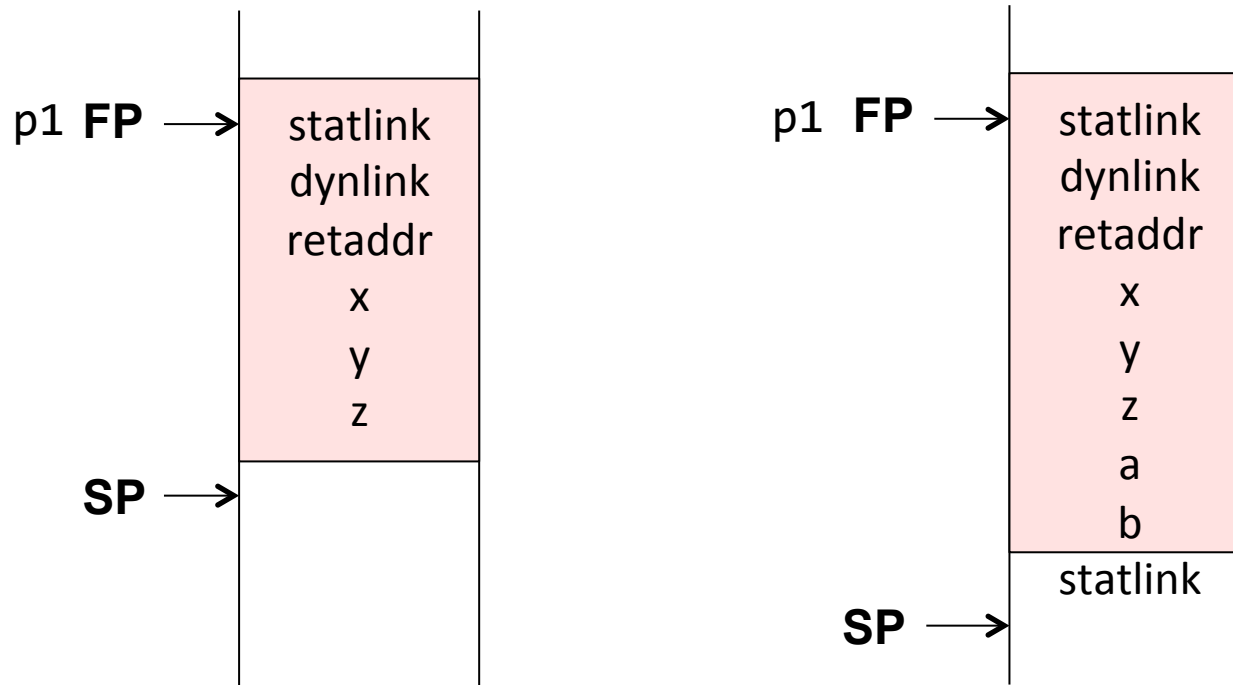 p1 FP
statlink
dynlink
retaddr
x
y
z
SP
p1 FP
statlink
dynlink
retaddr
x
y
z
a
b
statlink
SP